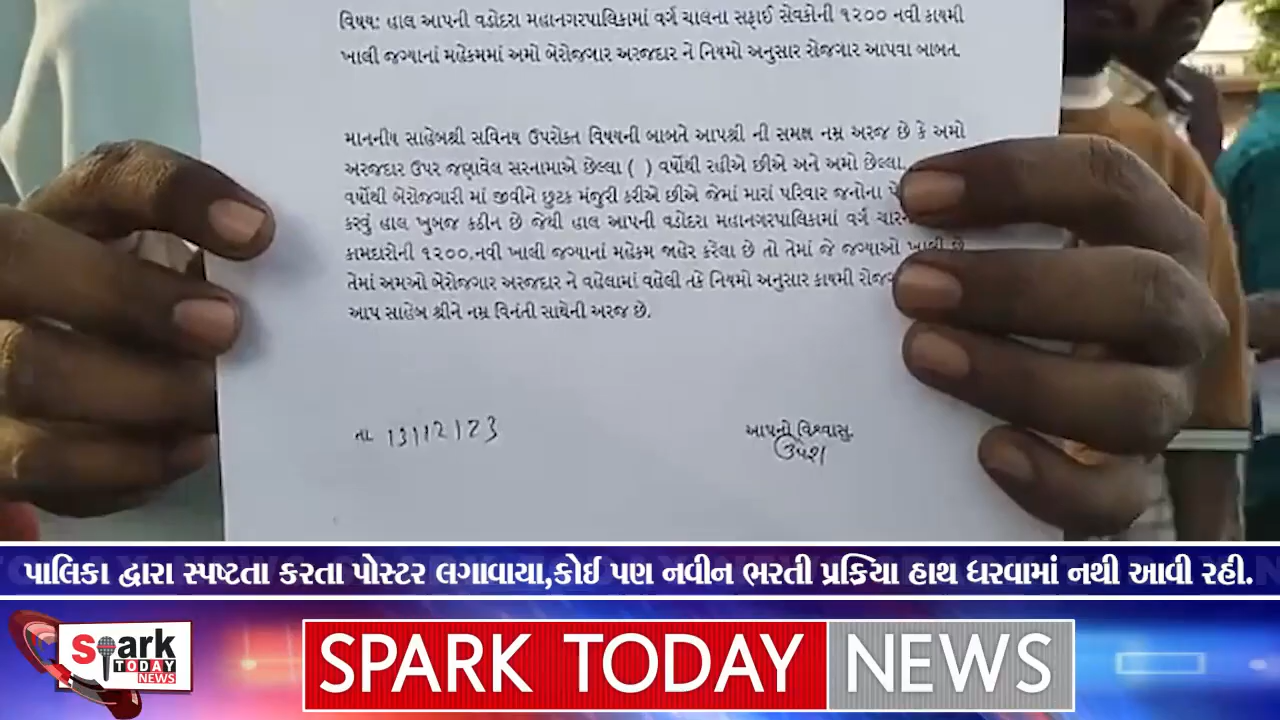 વિષય: હાલ આપની વડોદરા મહાનગરપાલિકામાં વર્ગ ચારના સફાઈ સેવકોની ૧૨૦૦ નવી કાયમી
ખાલી જગ્યાનાં મહેકમમાં અમો બેરોજગાર અરજદાર ને નિયમો અનુસાર રોજગાર આપવા બાબત.
માનનીય સાહેબશ્રી સવિનય ઉપરોક્ત વિષયની બાબતે આપશ્રી ની સમક્ષ નમ્ર અરજ છે કે અમો
અરજદાર ઉપર જણાવેલ સરનામાએ છેલ્લા ( ) વર્ષોથી રહીએ છીએ અને અમો છેલ્લા
વર્ષોથી બેરોજગારી માં જીવીને છુટક મંજુરી કરીએ છીએ જેમાં મારાં પરિવાર જનોના
કરવું હાલ ખુબજ કઠીન છે જેથી હાલ આપની વડોદરા મહાનગરપાલિકામાં વર્ગ
કામદારોની ૧૨૦૦.નવી ખાલી જગ્યાનાં મહેકમ જાહેર કરેલા છે તો તેમાં જે જગ્યાઓ ખાલી છે
તેમાં અમઓ બેરોજગાર અરજદાર ને વહેલામાં વહેલી તકે નિયમો અનુસાર કાયમી
આપ સાહેબ શ્રીને નમ્ર વિનંતી સાથેની અરજ છે.
તા. 13/12/23
આપનો વિશ્વાસુ.
પાલિકા દ્વારા સ્પષ્ટતા કરતા પોસ્ટર લગાવાયા,કોઈ પણ નવીન ભરતી પ્રક્રિયા હાથ ધરવામાં નથી આવી રહી.
Spark
TODAY
NEWS
SPARK TODAY NEWS